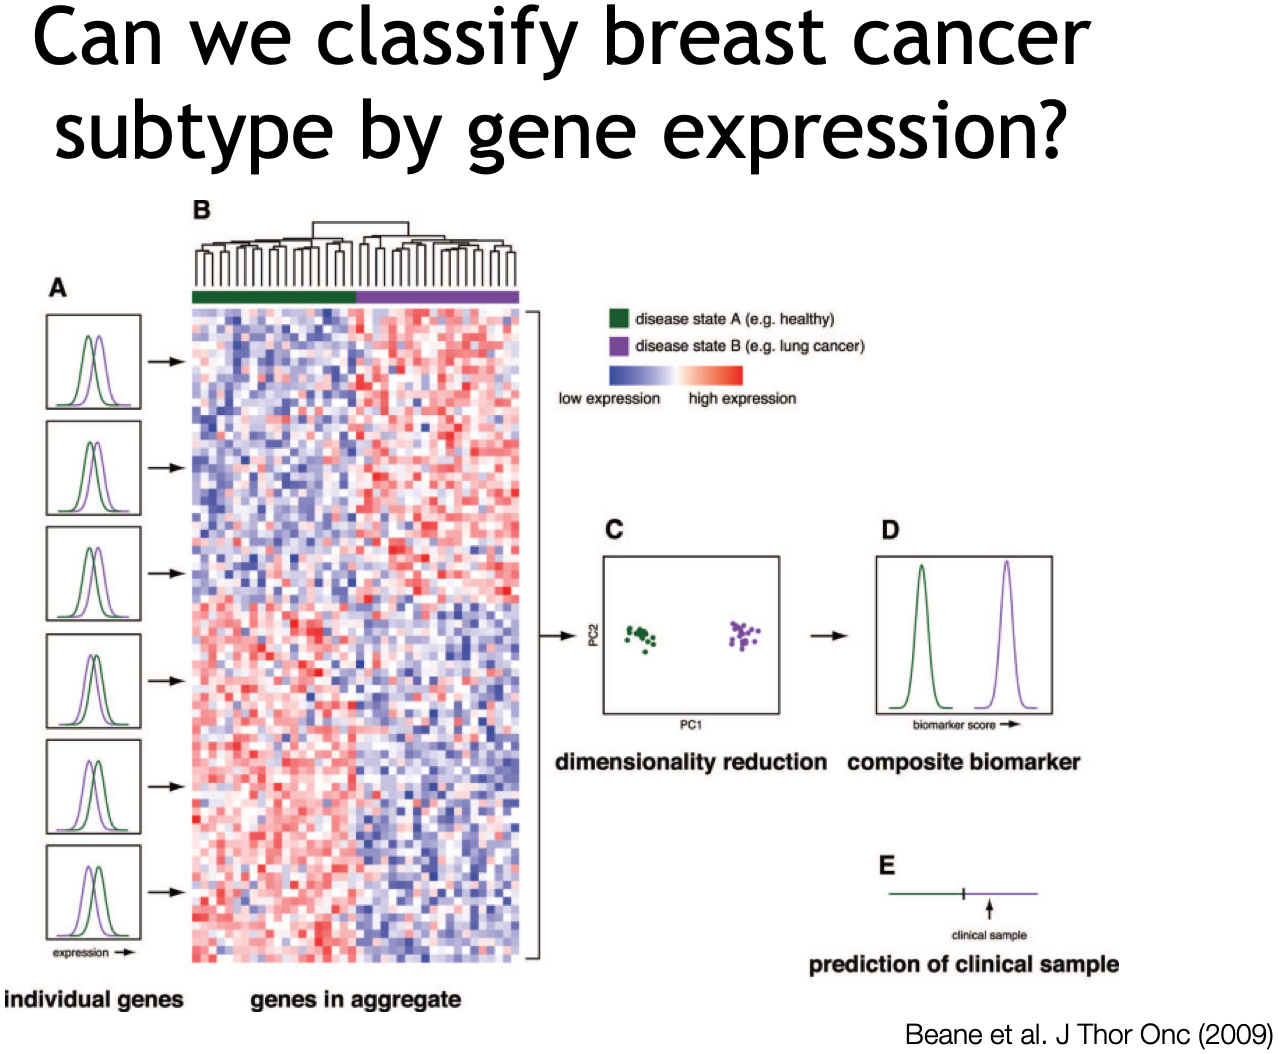 Can we classify breast cancer
subtype by gene expression?
B
A
disease state A (e.g. healthy)
disease state B (e.g. lung cancer)
low expression
high expression
C
D
PC2
PC1
biomarker score
dimensionality reduction
composite biomarker
E
clinical sample
prediction of clinical sample
expression
individual genes
genes in aggregate
Beane et al. J Thor Onc (2009)